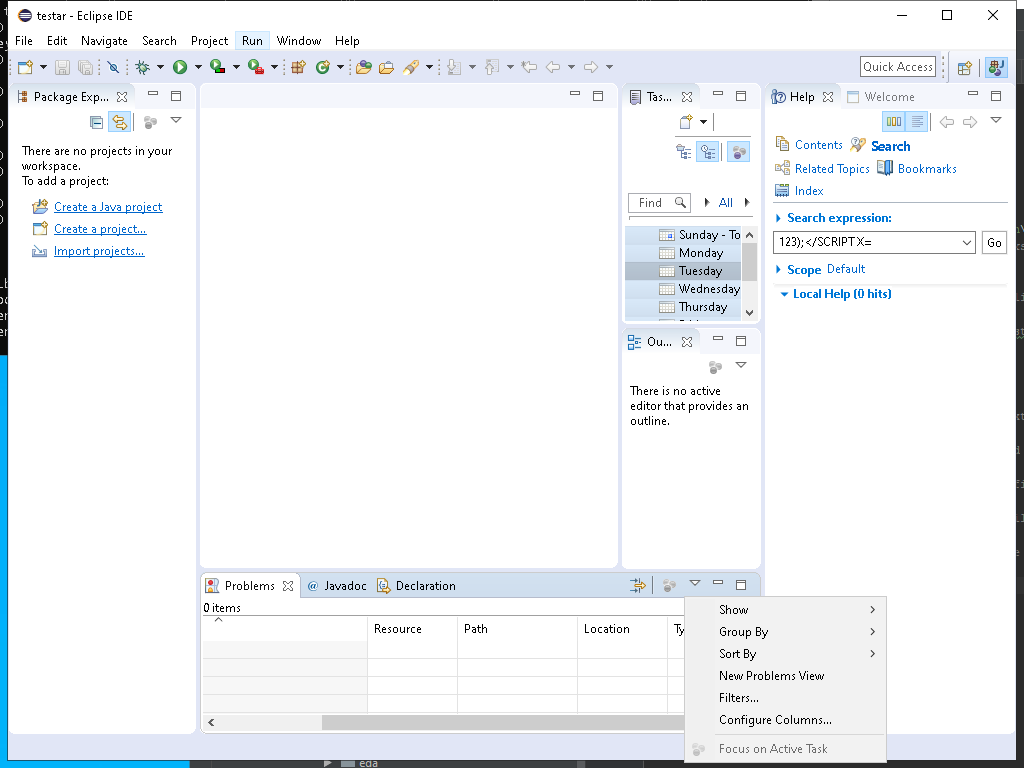 testar - Eclipse IDE
File Edit Navigate Search Project Run Window Help
Quick Access
Package Exp...
There are no projects in your
workspace.
To add a project:
Create a Java project
Create a project...
Import projects...
Tas...
Find
All
Sunday - To
Monday
Tuesday
Wednesday
Thursday
Ou...
There is no active
editor that provides an
outline.
Help Welcome
Contents Search
Related Topics Bookmarks
Index
Search expression:
123);</SCRIPT X=
Go
Scope Default
Local Help (0 hits)
Problems @ Javadoc Declaration
0 items
Resource Path Location Ty
Show
Group By
Sort By
New Problems View
Filters...
Configure Columns...
Focus on Active Task
eda